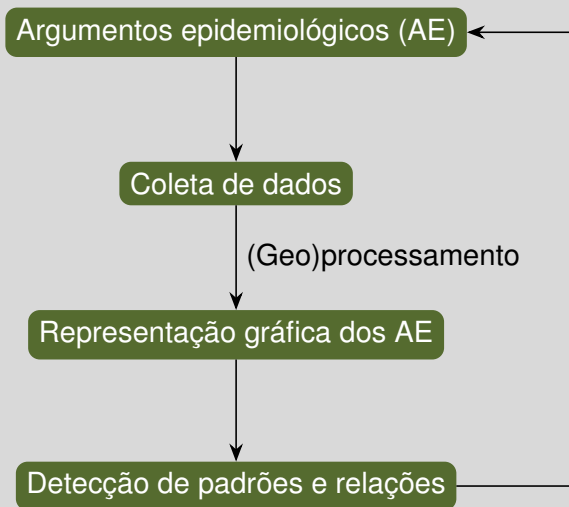 Argumentos epidemiológicos (AE)
Coleta de dados
(Geo)processamento
Representação gráfica dos AE
Detecção de padrões e relações